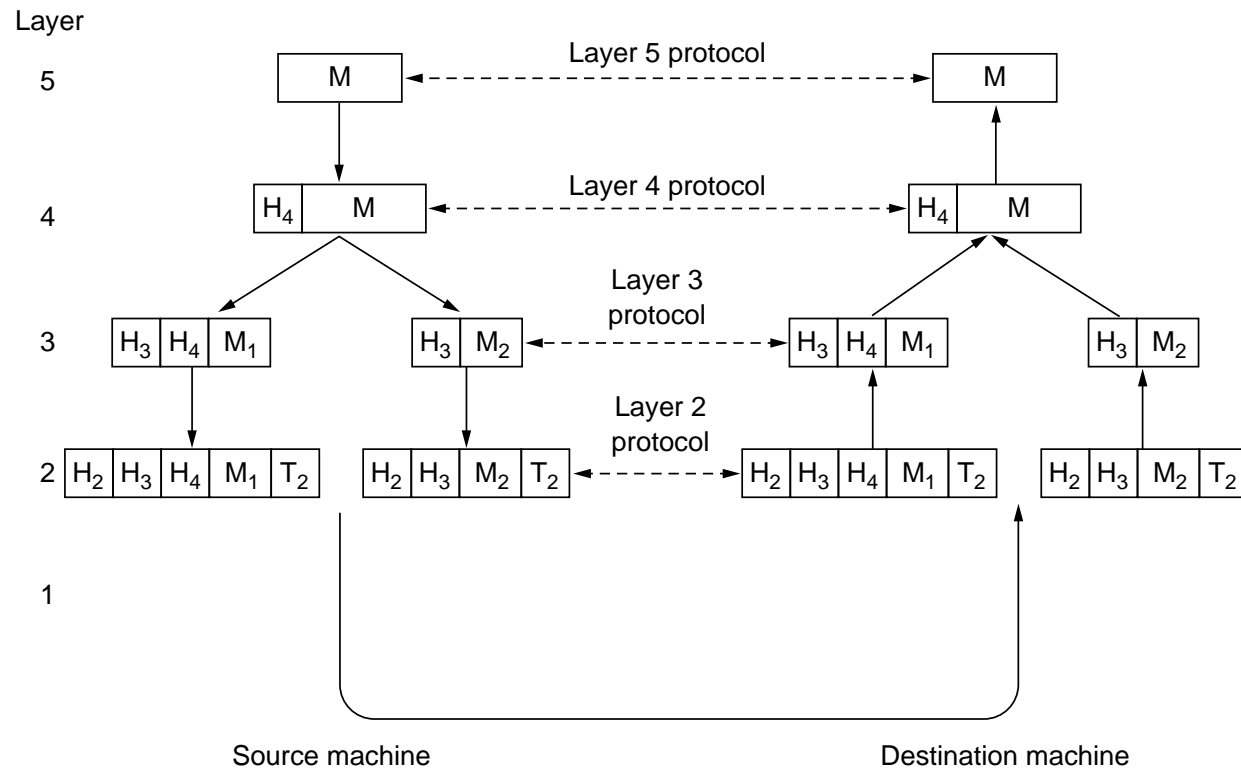 Layer
5 M Layer 5 protocol M
4 H4 M Layer 4 protocol H4 M
Layer 3
protocol
3 H3 H4 M1 H3 M2 H3 H4 M1 H3 M2
Layer 2
protocol
2 H2 H3 H4 M1 T2 H2 H3 M2 T2 H2 H3 H4 M1 T2 H2 H3 M2 T2
1
Source machine Destination machine